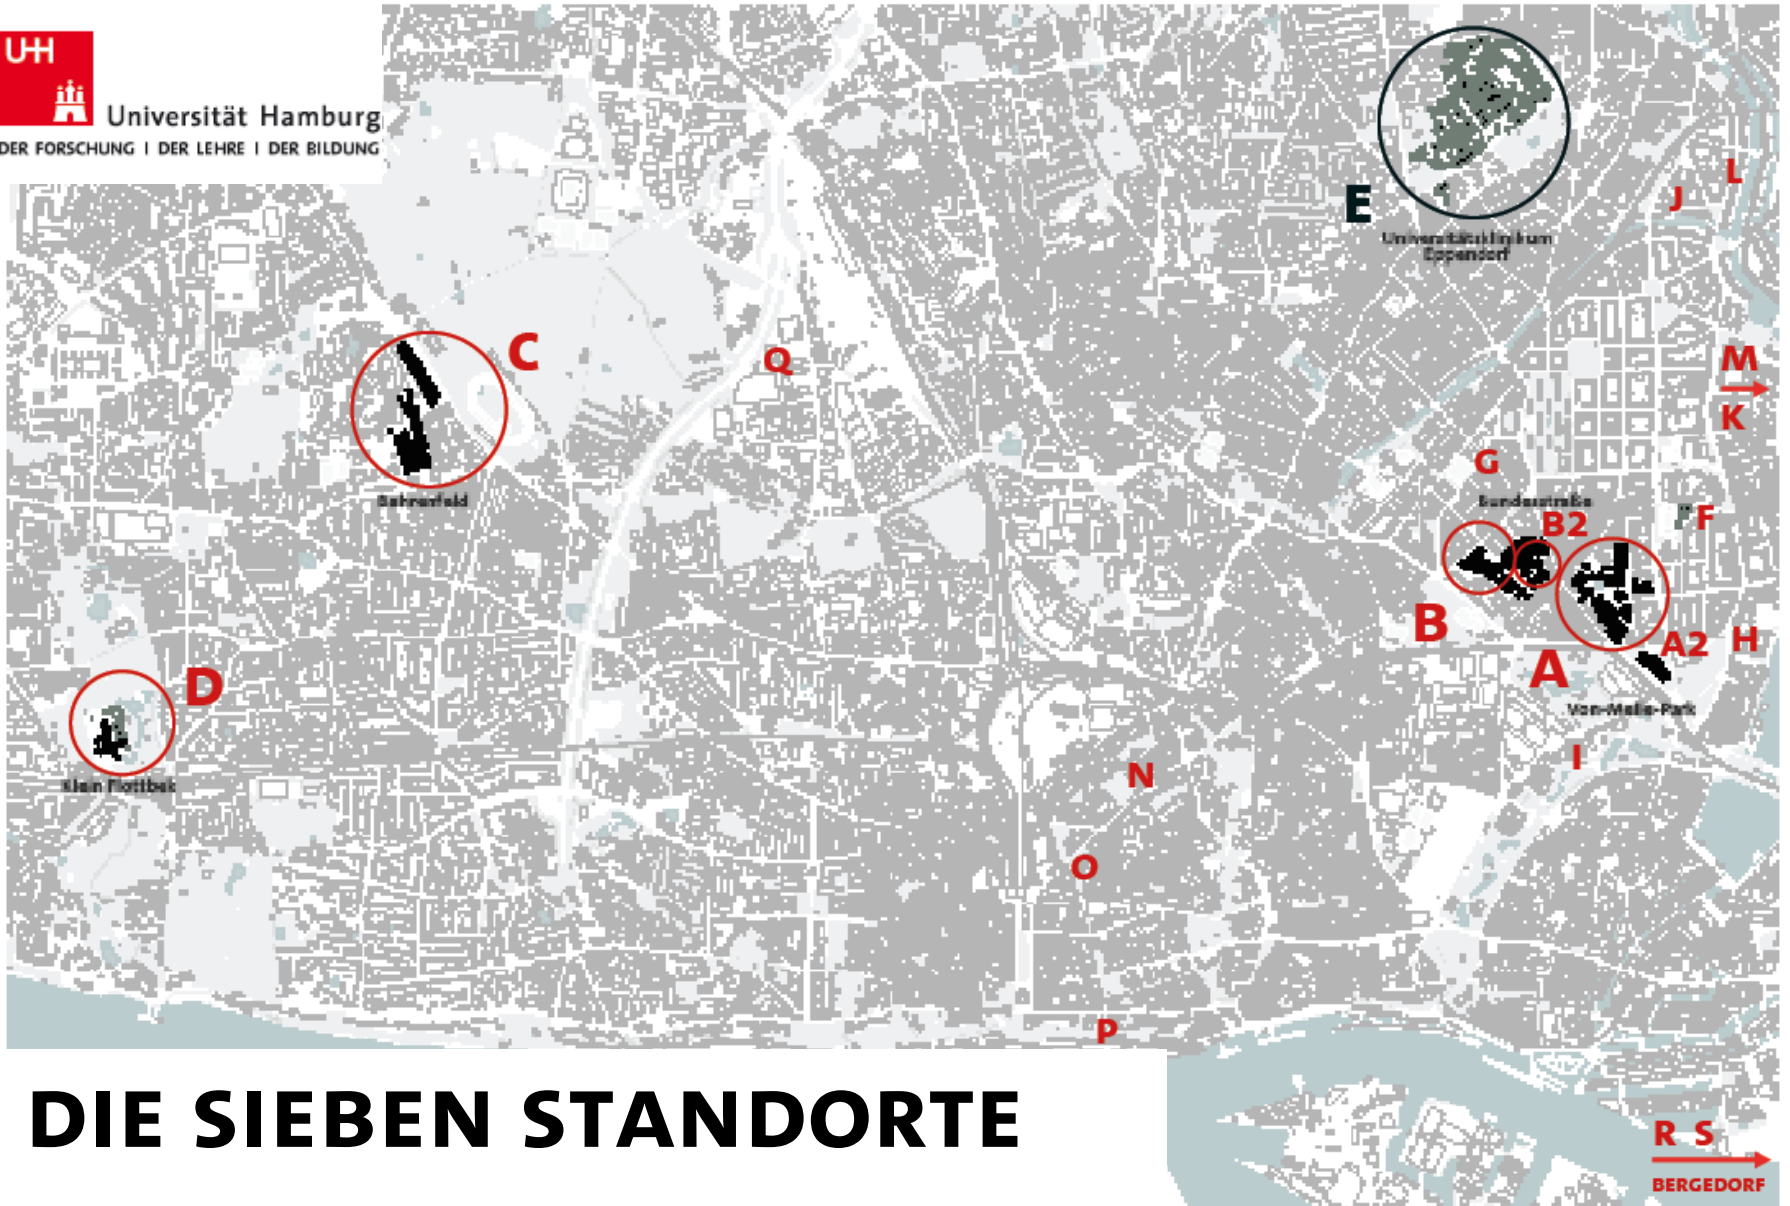 UHH
Universität Hamburg
DER FORSCHUNG I DER LEHRE I DER BILDUNG
E
Universitätsklinikum
Eppendorf
L
J
C
Q
M
K
Bahrenfeld
G
Bundesstraße
B2
F
B
A
A2
H
D
Von-Melle-Park
Klein Flottbek
I
N
O
P
DIE SIEBEN STANDORTE
R S
BERGEDORF